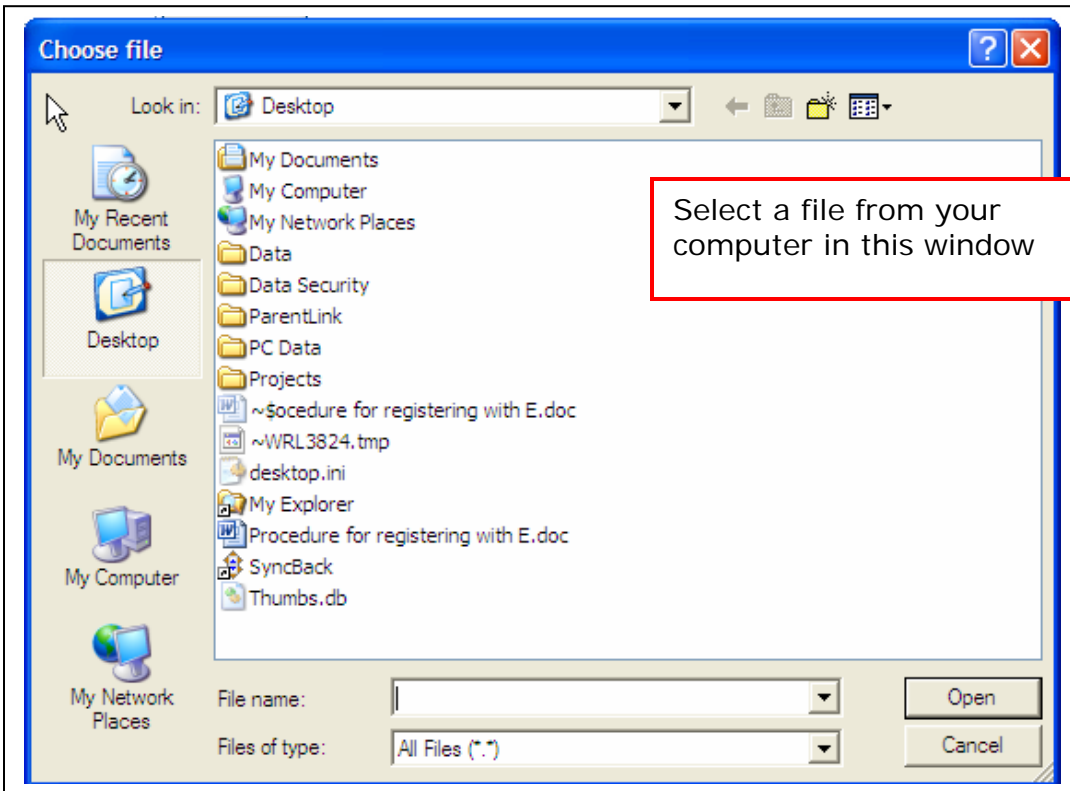 Choose file
Look in:
Desktop
My Recent
Documents
Desktop
My Documents
My Computer
My Network
Places
My Documents
My Computer
My Network Places
Data
Data Security
ParentLink
PC Data
Projects
~$ocedure for registering with E.doc
~WRL3824.tmp
desktop.ini
My Explorer
Procedure for registering with E.doc
SyncBack
Thumbs.db
Select a file from your
computer in this window
File name:
Open
Files of type:
All Files (*.*)
Cancel